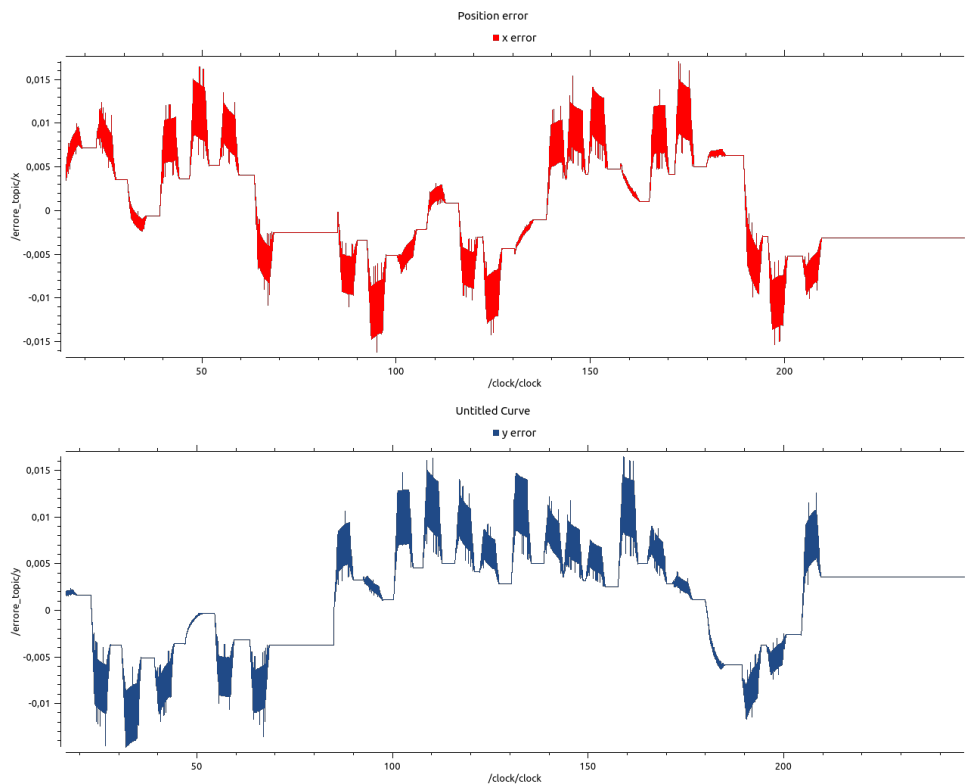 Position error
x error
0,015
0,01
0,005
0
-0,005
-0,01
-0,015
/errore_topic/x
50
100
150
200
/clock/clock
Untitled Curve
y error
0,015
0,01
0,005
0
-0,005
-0,01
/errore_topic/y
50
100
150
200
/clock/clock